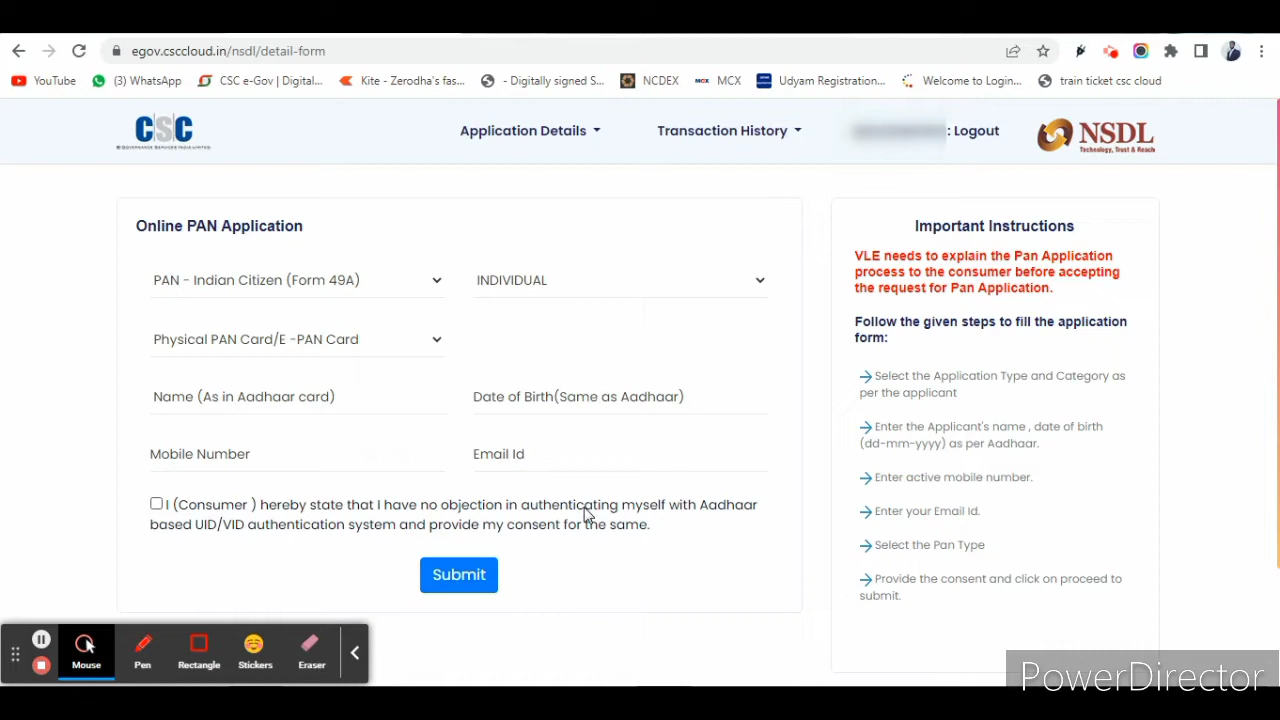 egov.csccloud.in/nsdl/detail-form
YouTube
(3) WhatsApp
CSC e-Gov | Digital...
Kite - Zerodha's fas...
- Digitally signed S...
NCDEX
MCX
MCX
Udyam Registration...
Welcome to Login...
train ticket csc cloud
CSC
E GOVERNANCE SERVICES INDIA LIMITED
Application Details
Transaction History
: Logout
NSDL
Technology, Trust & Reach
Online PAN Application
PAN - Indian Citizen (Form 49A)
INDIVIDUAL
Physical PAN Card/E -PAN Card
Name (As in Aadhaar card)
Date of Birth(Same as Aadhaar)
Mobile Number
Email Id
I (Consumer ) hereby state that I have no objection in authenticating myself with Aadhaar
based UID/VID authentication system and provide my consent for the same.
Submit
Important Instructions
VLE needs to explain the Pan Application
process to the consumer before accepting
the request for Pan Application.
Follow the given steps to fill the application
form:
Select the Application Type and Category as
per the applicant
Enter the Applicant's name , date of birth
(dd-mm-yyyy) as per Aadhaar.
Enter active mobile number.
Enter your Email Id.
Select the Pan Type
Provide the consent and click on proceed to
submit.
Mouse
Pen
Rectangle
Stickers
Eraser
PowerDirector